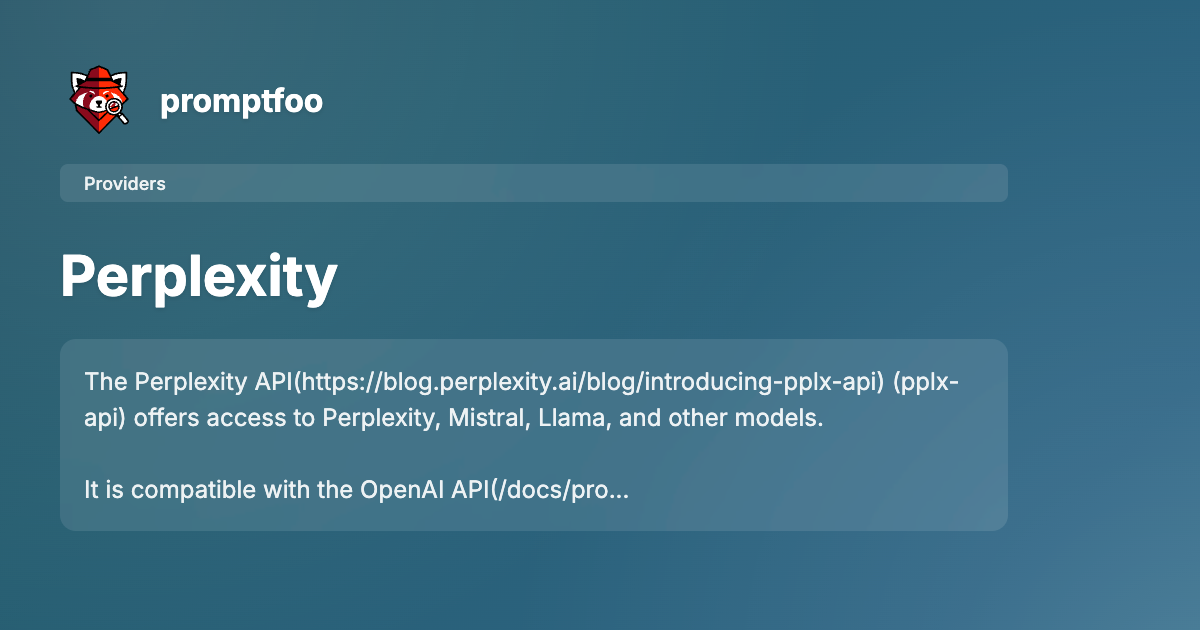 promptfoo
Providers
Perplexity
The Perplexity API(https://blog.perplexity.ai/blog/introducing-pplx-api) (pplx-
api) offers access to Perplexity, Mistral, Llama, and other models.
It is compatible with the OpenAI API(/docs/pro...